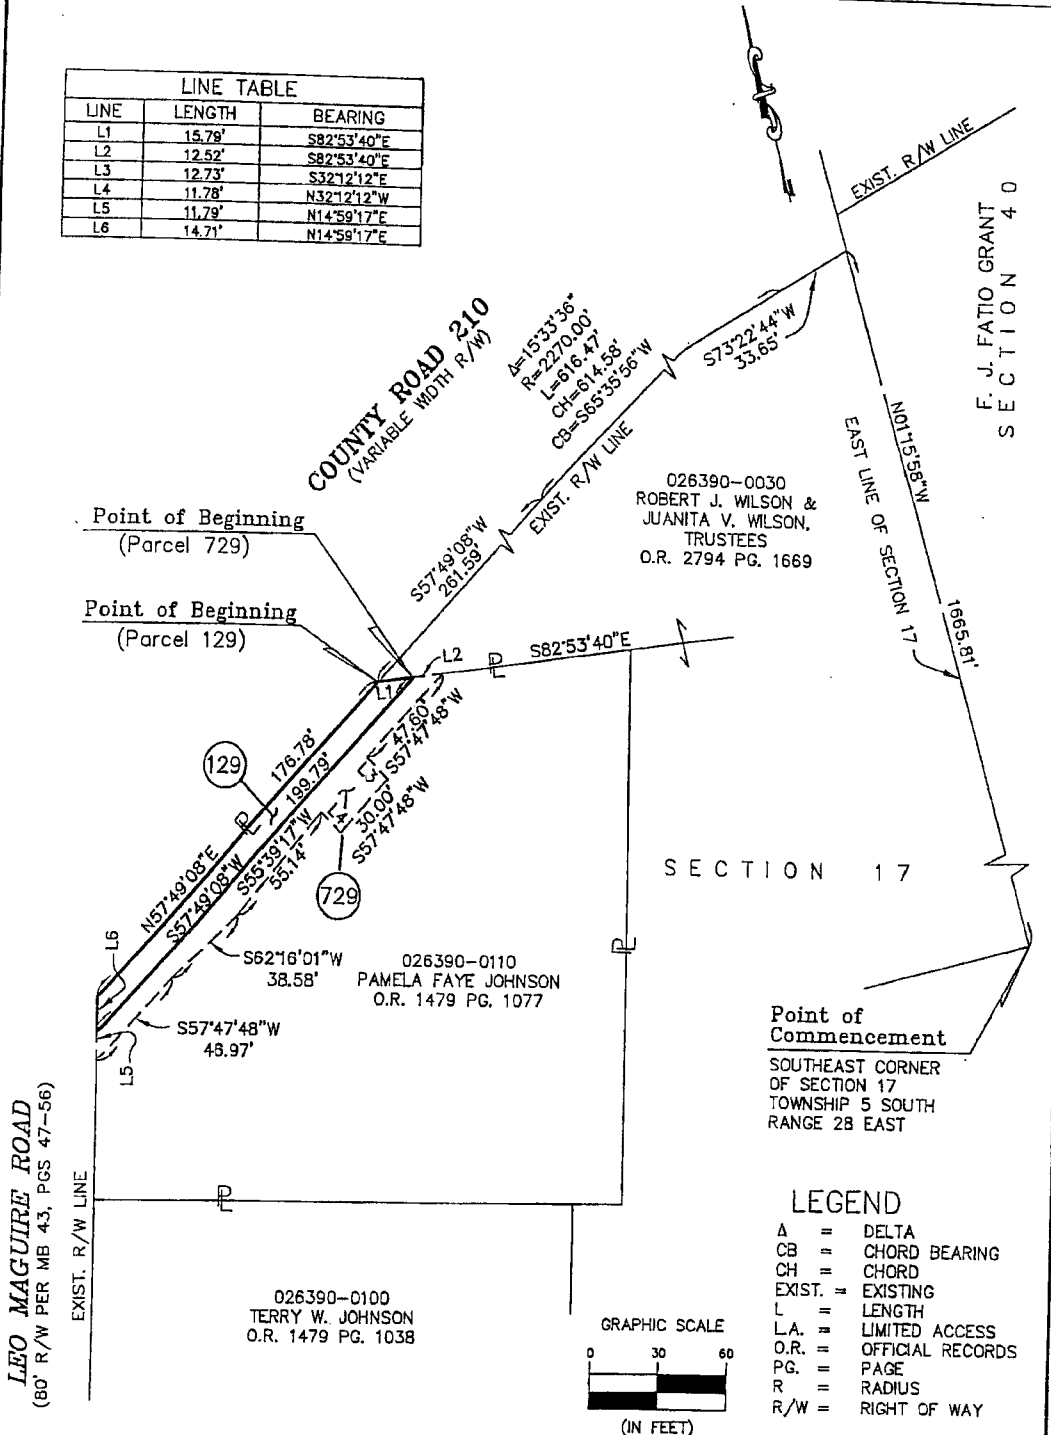 LINE TABLE
LINE LENGTH BEARING
L1 15.79' S82°53'40"E
L2 12.52' S82°53'40"E
L3 12.73' S32°12'12"E
L4 11.78' N32°12'12"W
L5 11.79' N14°59'17"E
L6 14.71' N14°59'17"E
EXIST. R/W LINE
F. J. FATIO GRANT
SECTION 40
COUNTY ROAD 210
(VARIABLE WIDTH R/W)
Δ=15°33'36"
R=2270.00'
L=616.47'
CH=614.58'
CB=S65°35'56"W
S73°22'44"W
33.65'
N01°15'58"W
1665.81'
EAST LINE OF SECTION 17
EXIST. R/W LINE
026390-0030
ROBERT J. WILSON &
JUANITA V. WILSON,
TRUSTEES
O.R. 2794 PG. 1669
Point of Beginning
(Parcel 729)
S57°49'08"W
261.59'
Point of Beginning
(Parcel 129)
L2
S82°53'40"E
L1
47.60'
S57°47'48"W
176.78'
129
199.79'
L3
30.00'
S57°47'48"W
L4
N57°49'08"E
S57°49'08"W
S55°39'17"W
55.14'
729
SECTION 17
L6
S62°16'01"W
38.58'
026390-0110
PAMELA FAYE JOHNSON
O.R. 1479 PG. 1077
S57°47'48"W
46.97'
L5
Point of
Commencement
SOUTHEAST CORNER
OF SECTION 17
TOWNSHIP 5 SOUTH
RANGE 28 EAST
LEO MAGUIRE ROAD
(80' R/W PER MB 43, PGS 47-56)
EXIST. R/W LINE
026390-0100
TERRY W. JOHNSON
O.R. 1479 PG. 1038
GRAPHIC SCALE
0 30 60
(IN FEET)
LEGEND
Δ = DELTA
CB = CHORD BEARING
CH = CHORD
EXIST. = EXISTING
L = LENGTH
L.A. = LIMITED ACCESS
O.R. = OFFICIAL RECORDS
PG. = PAGE
R = RADIUS
R/W = RIGHT OF WAY